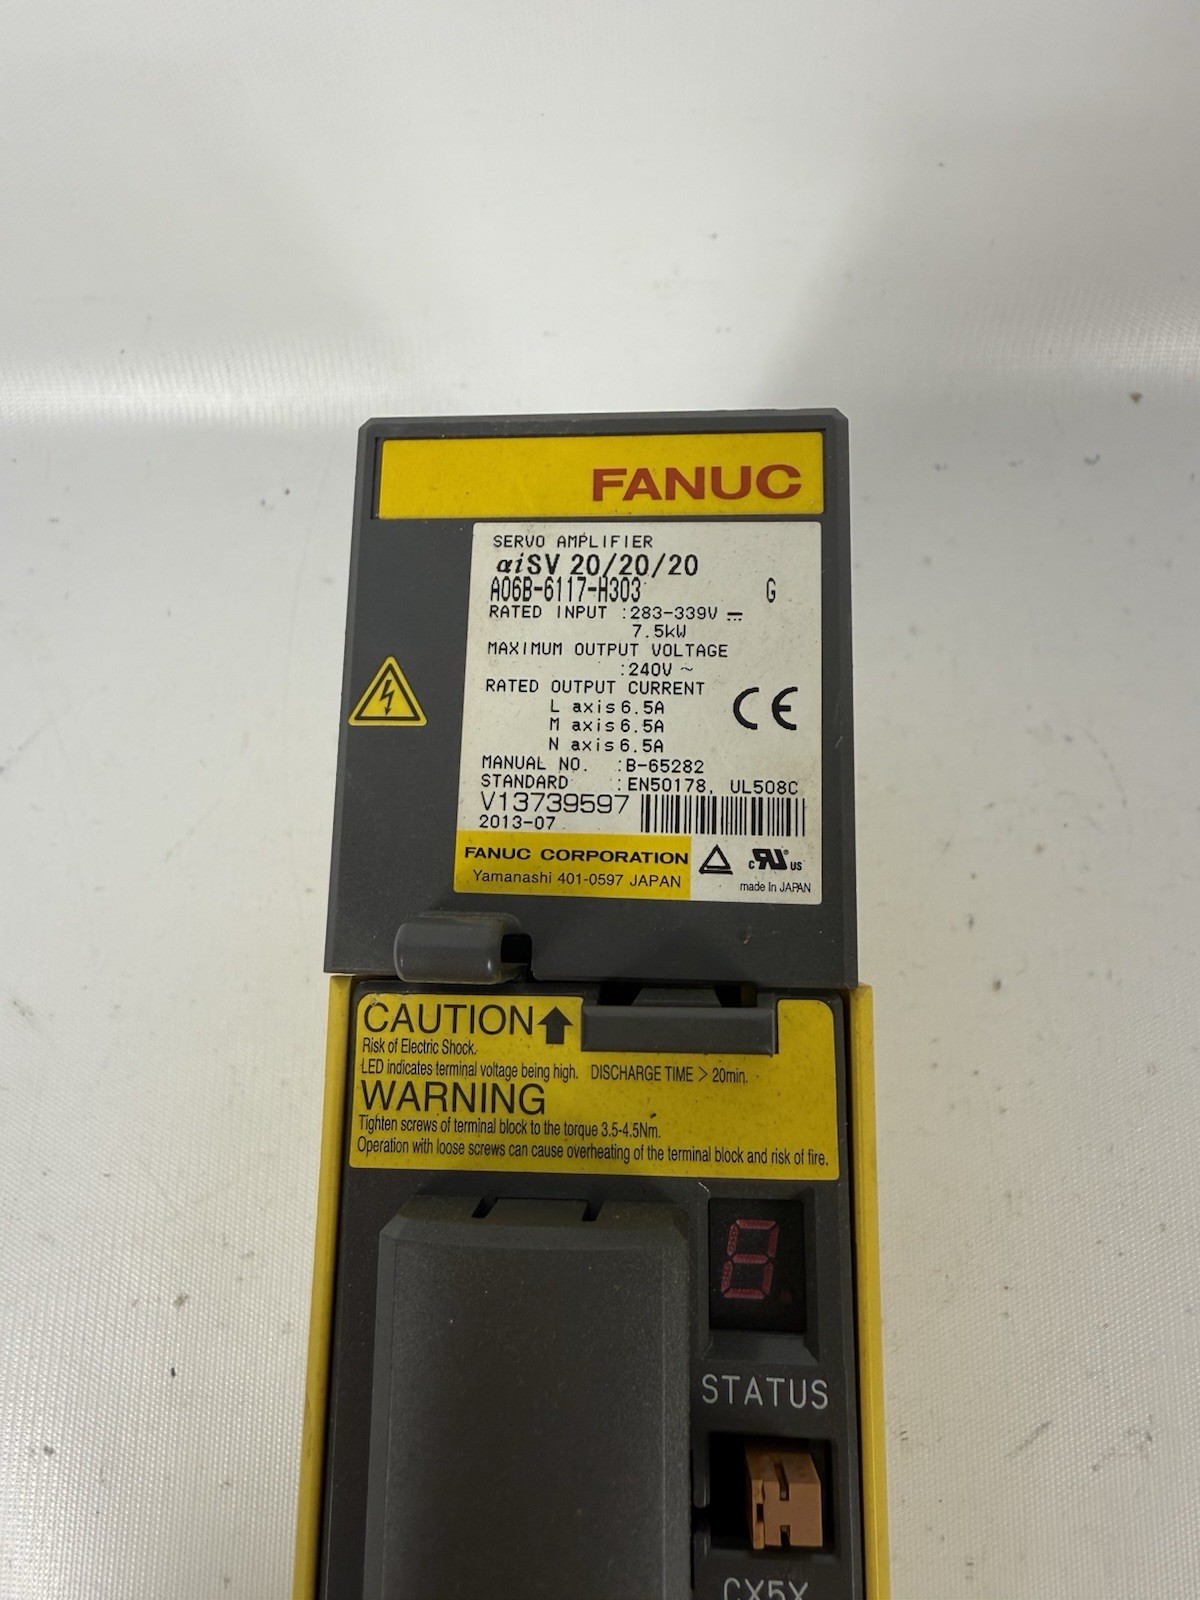 FANUC
SERVO AMPLIFIER
αiSV 20/20/20
A06B-6117-H303 G
RATED INPUT :283-339V ⎓
7.5kW
MAXIMUM OUTPUT VOLTAGE
:240V ~
RATED OUTPUT CURRENT
L axis 6.5A
M axis 6.5A
N axis 6.5A
CE
MANUAL NO. :B-65282
STANDARD :EN50178, UL508C
V13739597
2013-07
FANUC CORPORATION
Yamanashi 401-0597 JAPAN
c RU® US
made In JAPAN
CAUTION
Risk of Electric Shock.
LED indicates terminal voltage being high. DISCHARGE TIME > 20min.
WARNING
Tighten screws of terminal block to the torque 3.5-4.5Nm.
Operation with loose screws can cause overheating of the terminal block and risk of fire.
STATUS
CX5X